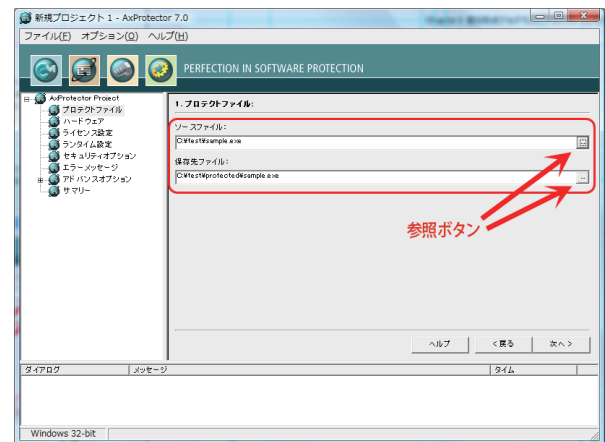 新規プロジェクト 1 - AxProtector 7.0
ファイル(F) オプション(O) ヘルプ(H)
PERFECTION IN SOFTWARE PROTECTION
AxProtector Project
プロテクトファイル
ハードウェア
ライセンス設定
ランタイム設定
セキュリティオプション
エラーメッセージ
アドバンスオプション
サマリー
1. プロテクトファイル:
ソースファイル:
C:¥test¥sample.exe
...
保存先ファイル:
C:¥test¥protected¥sample.exe
...
参照ボタン
ヘルプ
<戻る
次へ>
ダイアログ
メッセージ
タイム
Windows 32-bit